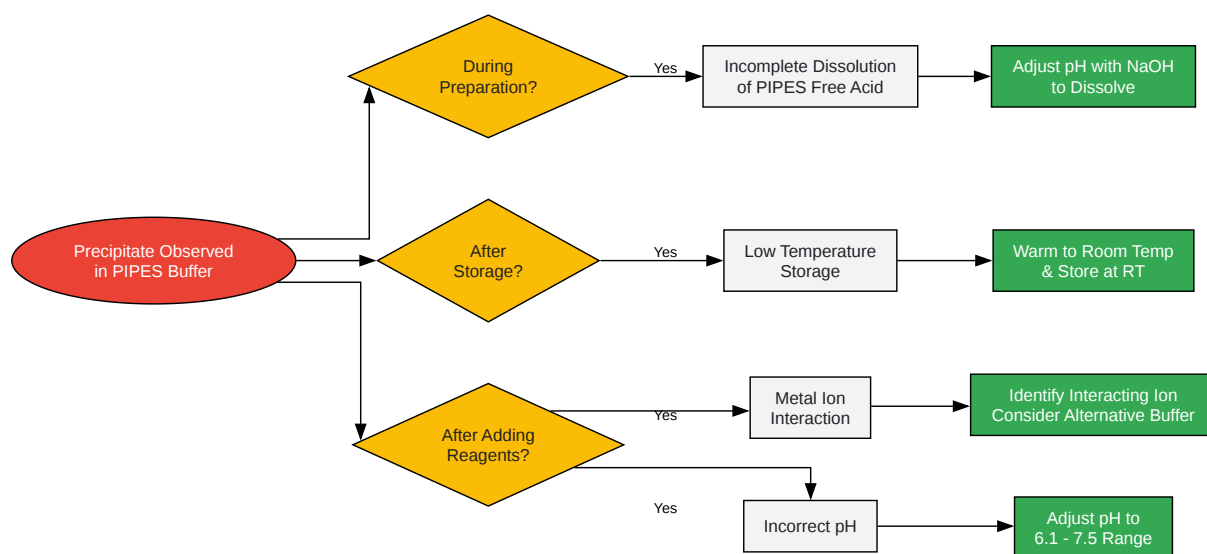 During
Preparation?
Yes
Incomplete Dissolution
of PIPES Free Acid
Adjust pH with NaOH
to Dissolve
Precipitate Observed
in PIPES Buffer
After
Storage?
Yes
Low Temperature
Storage
Warm to Room Temp
& Store at RT
After Adding
Reagents?
Yes
Metal Ion
Interaction
Identify Interacting Ion
Consider Alternative Buffer
Yes
Incorrect pH
Adjust pH to
6.1 - 7.5 Range